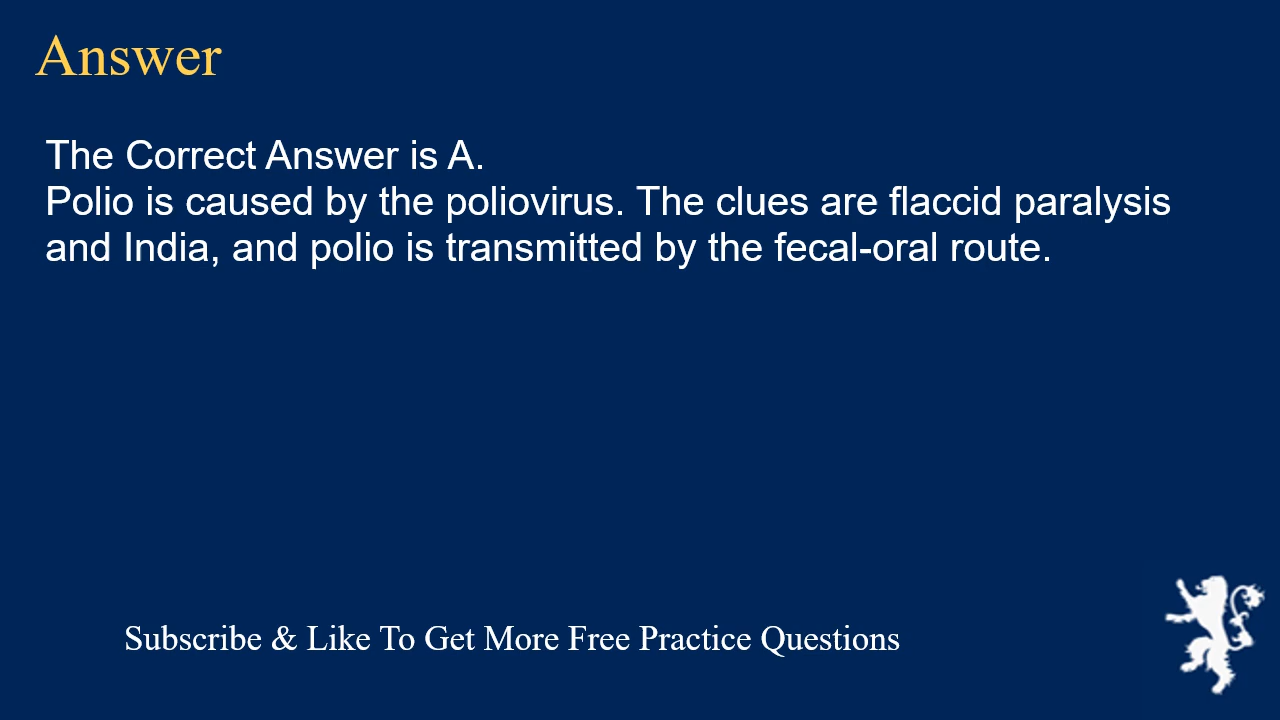 Answer
The Correct Answer is A.
Polio is caused by the poliovirus. The clues are flaccid paralysis
and India, and polio is transmitted by the fecal-oral route.
Subscribe & Like To Get More Free Practice Questions